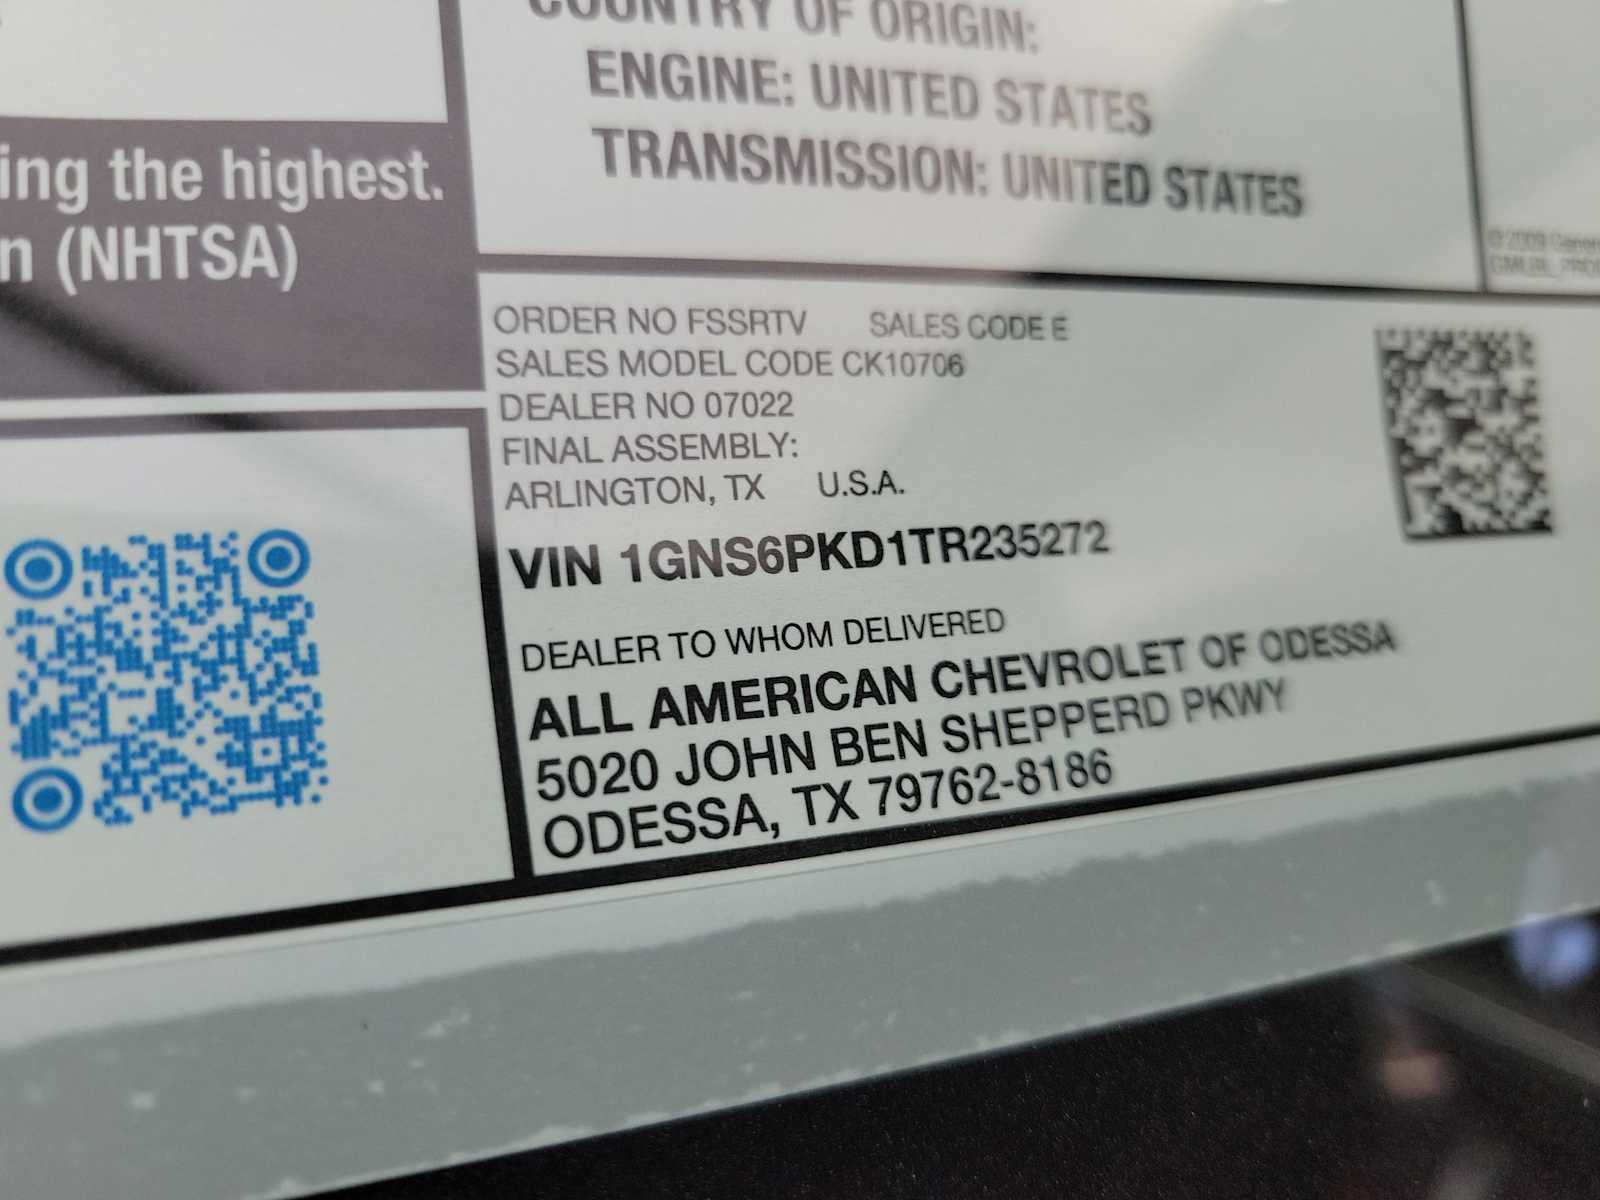 COUNTRY OF ORIGIN:
ENGINE: UNITED STATES
TRANSMISSION: UNITED STATES
ing the highest.
n (NHTSA)
© 2009
ORDER NO FSSRTV SALES CODE E
SALES MODEL CODE CK10706
DEALER NO 07022
FINAL ASSEMBLY:
ARLINGTON, TX U.S.A.
VIN 1GNS6PKD1TR235272
DEALER TO WHOM DELIVERED
ALL AMERICAN CHEVROLET OF ODESSA
5020 JOHN BEN SHEPPERD PKWY
ODESSA, TX 79762-8186